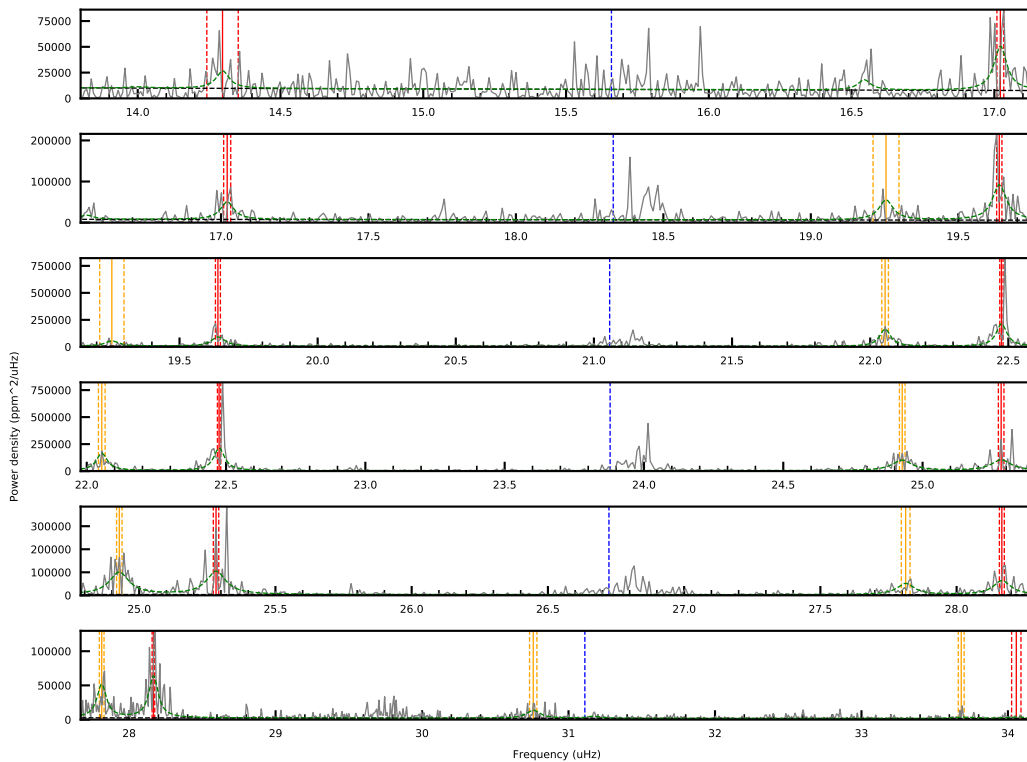 75000
50000
25000
0
14.0 14.5 15.0 15.5 16.0 16.5 17.0
200000
100000
0
17.0 17.5 18.0 18.5 19.0 19.5
750000
500000
250000
0
19.5 20.0 20.5 21.0 21.5 22.0 22.5
Power density (ppm^2/uHz)
750000
500000
250000
0
22.0 22.5 23.0 23.5 24.0 24.5 25.0
300000
200000
100000
0
25.0 25.5 26.0 26.5 27.0 27.5 28.0
100000
50000
0
28 29 30 31 32 33 34
Frequency (uHz)